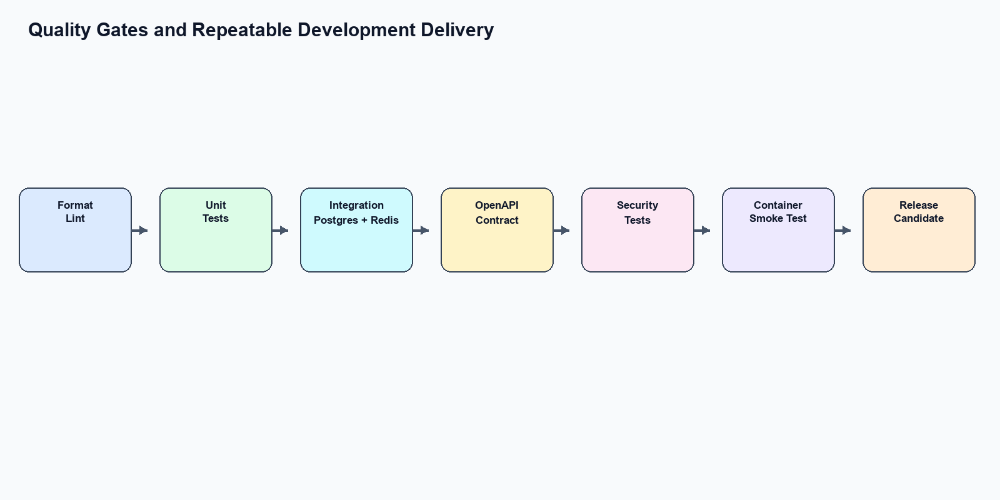 Quality Gates and Repeatable Development Delivery
Format
Lint
Unit
Tests
Integration
Postgres + Redis
OpenAPI
Contract
Security
Tests
Container
Smoke Test
Release
Candidate